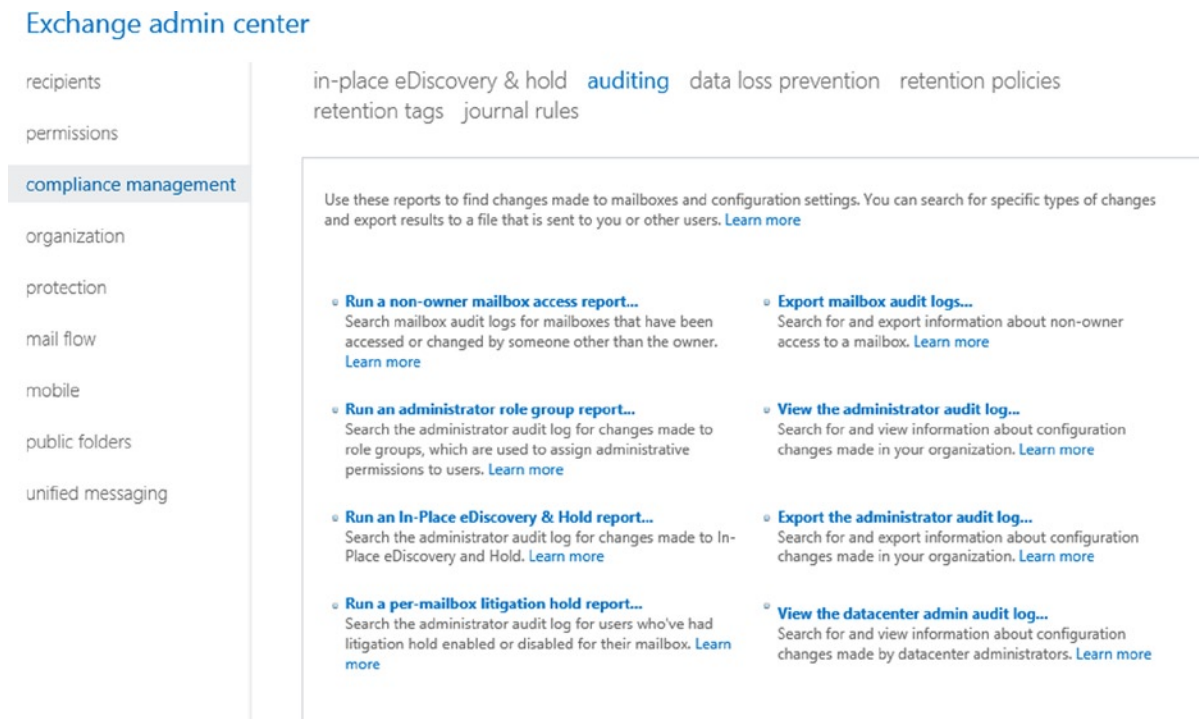 Exchange admin center
recipients
permissions
compliance management
organization
protection
mail flow
mobile
public folders
unified messaging
in-place eDiscovery & hold auditing data loss prevention retention policies
retention tags journal rules
Use these reports to find changes made to mailboxes and configuration settings. You can search for specific types of changes
and export results to a file that is sent to you or other users. Learn more
Run a non-owner mailbox access report...
Search mailbox audit logs for mailboxes that have been
accessed or changed by someone other than the owner.
Learn more
Run an administrator role group report...
Search the administrator audit log for changes made to
role groups, which are used to assign administrative
permissions to users. Learn more
Run an In-Place eDiscovery & Hold report...
Search the administrator audit log for changes made to In-
Place eDiscovery and Hold. Learn more
Run a per-mailbox litigation hold report...
Search the administrator audit log for users who've had
litigation hold enabled or disabled for their mailbox. Learn
more
Export mailbox audit logs...
Search for and export information about non-owner
access to a mailbox. Learn more
View the administrator audit log...
Search for and view information about configuration
changes made in your organization. Learn more
Export the administrator audit log...
Search for and export information about configuration
changes made in your organization. Learn more
View the datacenter admin audit log...
Search for and view information about configuration
changes made by datacenter administrators. Learn more